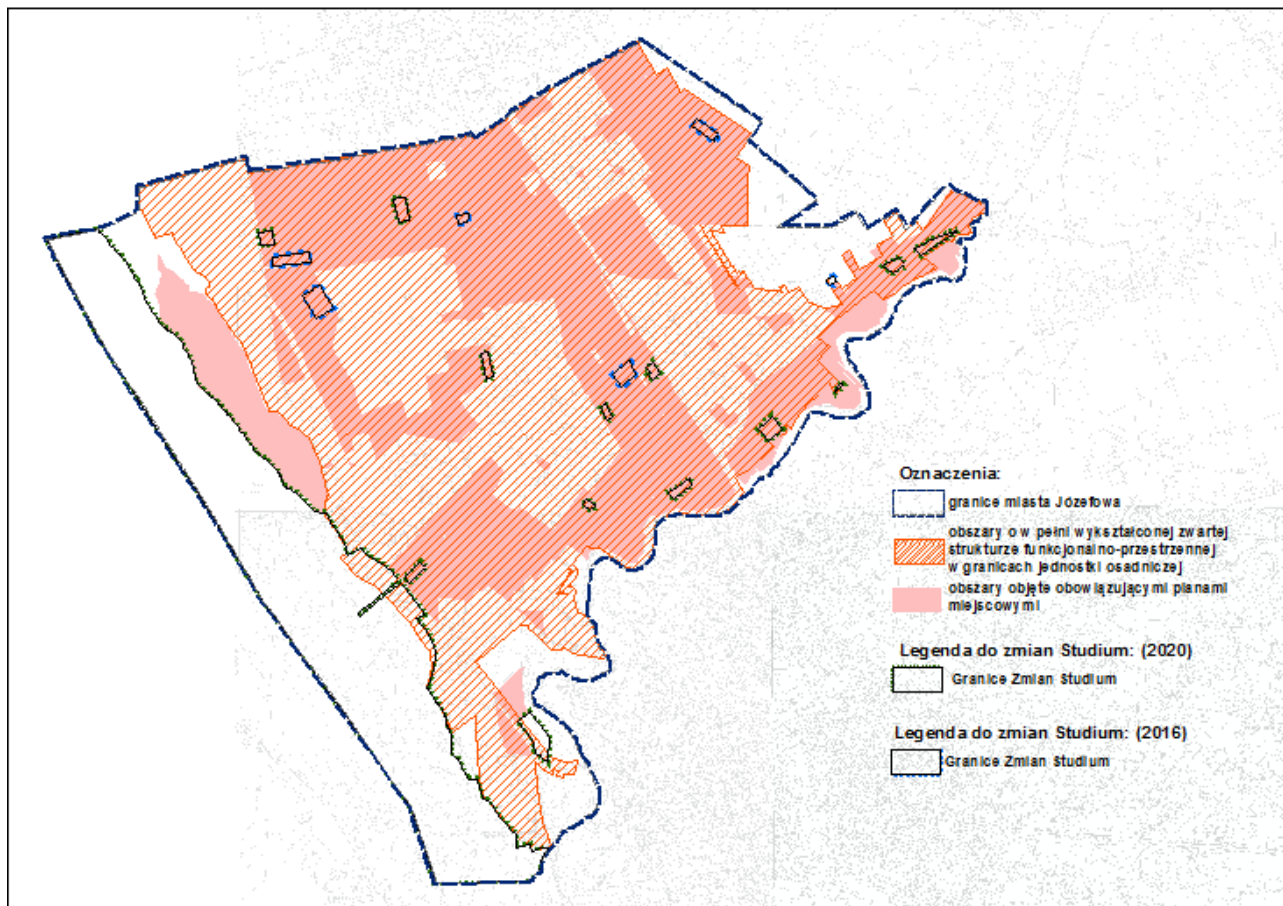 Oznaczenia:
granice miasta Józefowa
obszary o w pełni wykształconej zwartej
strukturze funkcjonalno-przestrzennej
w granicach jednostki osadniczej
obszary objęte obowiązującymi planami
miejscowymi
Legenda do zmian Studium: (2020)
Granice Zmian Studium
Legenda do zmian Studium: (2016)
Granice Zmian Studium